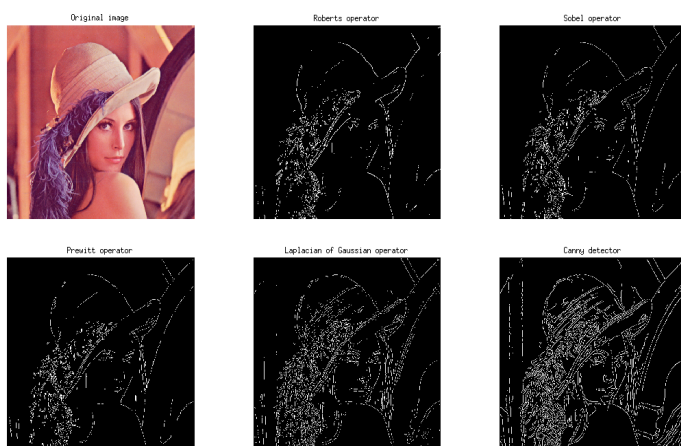 Original image
Roberts operator
Sobel operator
Prewitt operator
Laplacian of Gaussian operator
Canny detector